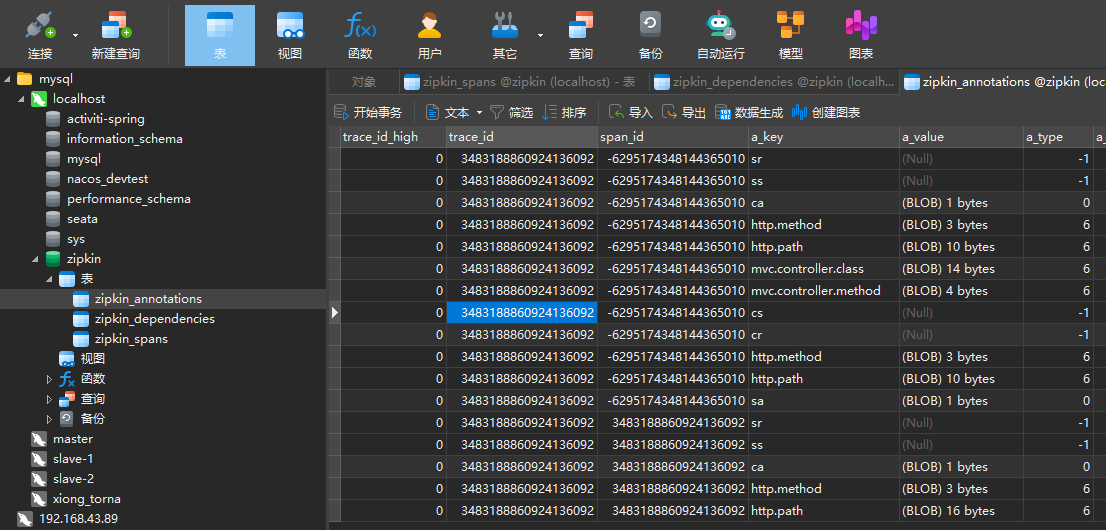 连接 新建查询 表 视图 函数 用户 其它 查询 备份 自动运行 模型 图表
mysql
localhost
activiti-spring
information_schema
mysql
nacos_devtest
performance_schema
seata
sys
zipkin
表
zipkin_annotations
zipkin_dependencies
zipkin_spans
视图
函数
查询
备份
master
slave-1
slave-2
xiong_torna
192.168.43.89
对象 zipkin_spans @zipkin (localhost) - 表 zipkin_dependencies @zipkin (localh... zipkin_annotations @zipkin (loc
开始事务 文本 筛选 排序 导入 导出 数据生成 创建图表
trace_id_high trace_id span_id a_key a_value a_type a_
0 3483188860924136092 -6295174348144365010 sr (Null) -1
0 3483188860924136092 -6295174348144365010 ss (Null) -1
0 3483188860924136092 -6295174348144365010 ca (BLOB) 1 bytes 0
0 3483188860924136092 -6295174348144365010 http.method (BLOB) 3 bytes 6
0 3483188860924136092 -6295174348144365010 http.path (BLOB) 10 bytes 6
0 3483188860924136092 -6295174348144365010 mvc.controller.class (BLOB) 14 bytes 6
0 3483188860924136092 -6295174348144365010 mvc.controller.method (BLOB) 4 bytes 6
0 3483188860924136092 -6295174348144365010 cs (Null) -1
0 3483188860924136092 -6295174348144365010 cr (Null) -1
0 3483188860924136092 -6295174348144365010 http.method (BLOB) 3 bytes 6
0 3483188860924136092 -6295174348144365010 http.path (BLOB) 10 bytes 6
0 3483188860924136092 -6295174348144365010 sa (BLOB) 1 bytes 0
0 3483188860924136092 3483188860924136092 sr (Null) -1
0 3483188860924136092 3483188860924136092 ss (Null) -1
0 3483188860924136092 3483188860924136092 ca (BLOB) 1 bytes 0
0 3483188860924136092 3483188860924136092 http.method (BLOB) 3 bytes 6
0 3483188860924136092 3483188860924136092 http.path (BLOB) 16 bytes 6